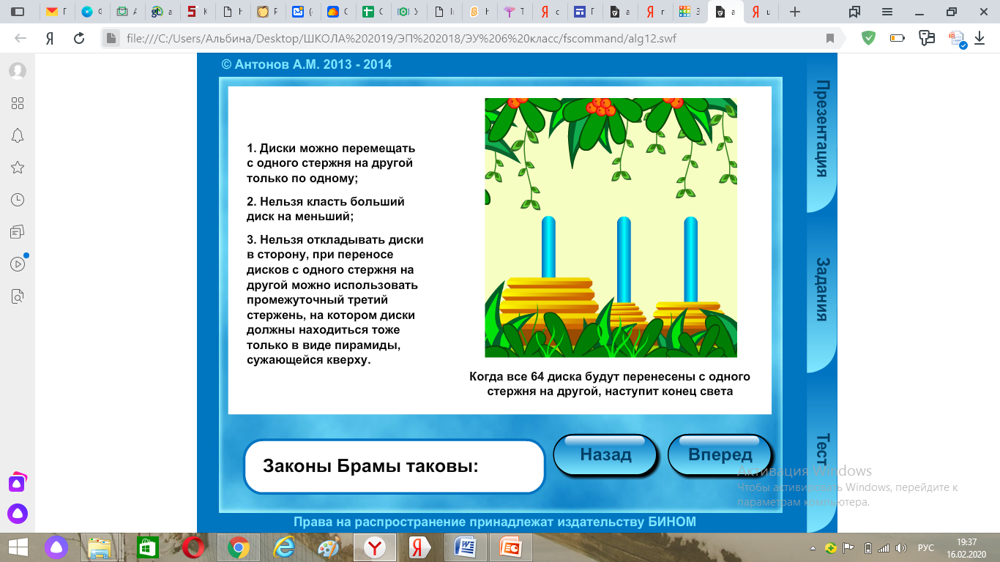 file:///C:/Users/Альбина/Desktop/ШКОЛА%202019/ЭП%202018/ЭУ%206%20класс/fscommand/alg12.swf
© Антонов А.М. 2013 - 2014
1. Диски можно перемещать
с одного стержня на другой
только по одному;
2. Нельзя класть больший
диск на меньший;
3. Нельзя откладывать диски
в сторону, при переносе
дисков с одного стержня на
другой можно использовать
промежуточный третий
стержень, на котором диски
должны находиться тоже
только в виде пирамиды,
сужающейся кверху.
Когда все 64 диска будут перенесены с одного
стержня на другой, наступит конец света
Законы Брамы таковы:
Назад
Вперед
Презентация
Задания
Тест
Активация Windows
Чтобы активировать Windows, перейдите к
параметрам компьютера.
Права на распространение принадлежат издательству БИНОМ
РУС
19:37
16.02.2020